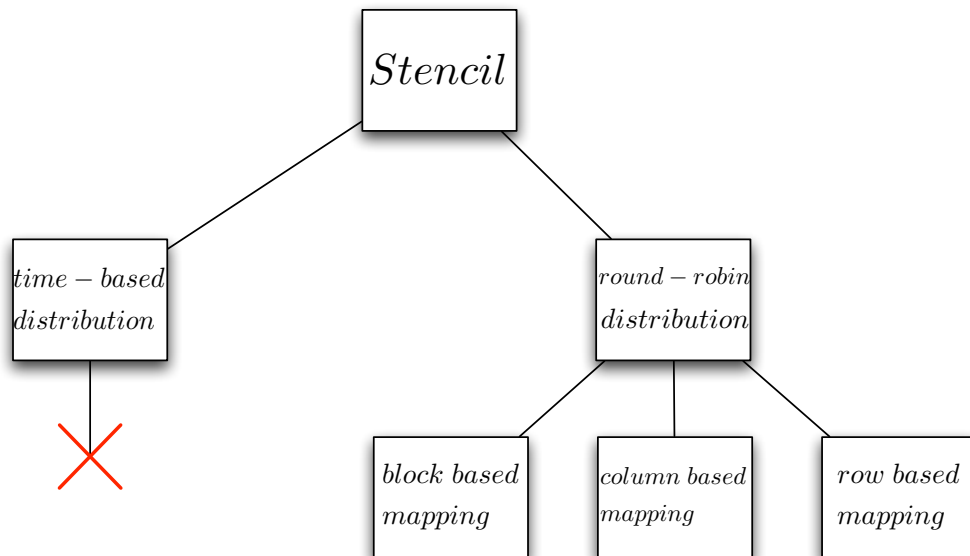 Stencil
time − based
distribution
round − robin
distribution
block based
mapping
column based
mapping
row based
mapping